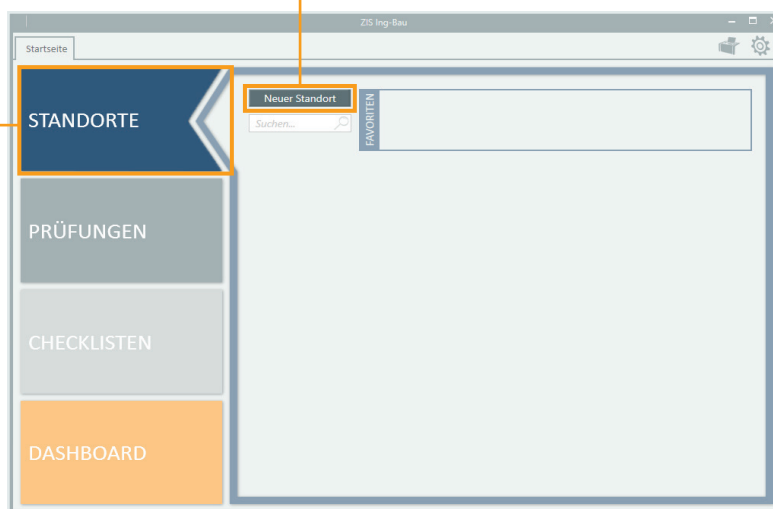 ZIS Ing-Bau
Startseite
STANDORTE
Neuer Standort
Suchen...
FAVORITEN
PRÜFUNGEN
CHECKLISTEN
DASHBOARD